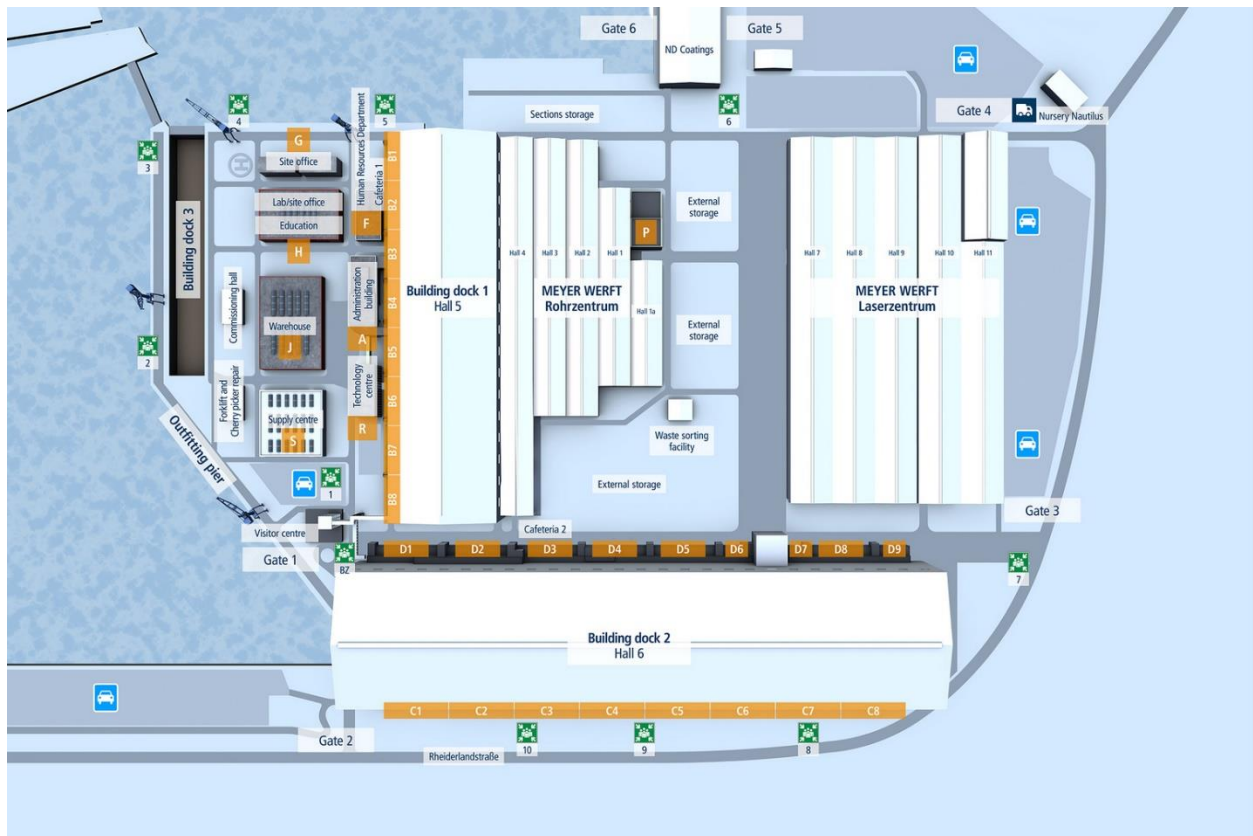 Gate 6
Gate 5
ND Coatings
Gate 4
Nursery Nautilus
4
5
6
Sections storage
3
G
Site office
H
Lab/site office
Education
H
Human Resources Department
Cafeteria 1
F
B1
B2
B3
B4
B5
B6
B7
B8
Building dock 3
Commissioning hall
Warehouse
J
Administration
building
A
Technology
centre
R
2
Forklift and
Cherry picker repair
Supply centre
S
Outfitting pier
1
Building dock 1
Hall 5
Hall 4
Hall 3
Hall 2
Hall 1
Hall 1a
MEYER WERFT
Rohrzentrum
P
External
storage
External
storage
Waste sorting
facility
External storage
Hall 7
Hall 8
Hall 9
Hall 10
Hall 11
MEYER WERFT
Laserzentrum
Gate 3
Visitor centre
Gate 1
BZ
Cafeteria 2
D1
D2
D3
D4
D5
D6
D7
D8
D9
7
Building dock 2
Hall 6
C1
C2
C3
C4
C5
C6
C7
C8
Gate 2
10
9
8
Rheiderlandstraße